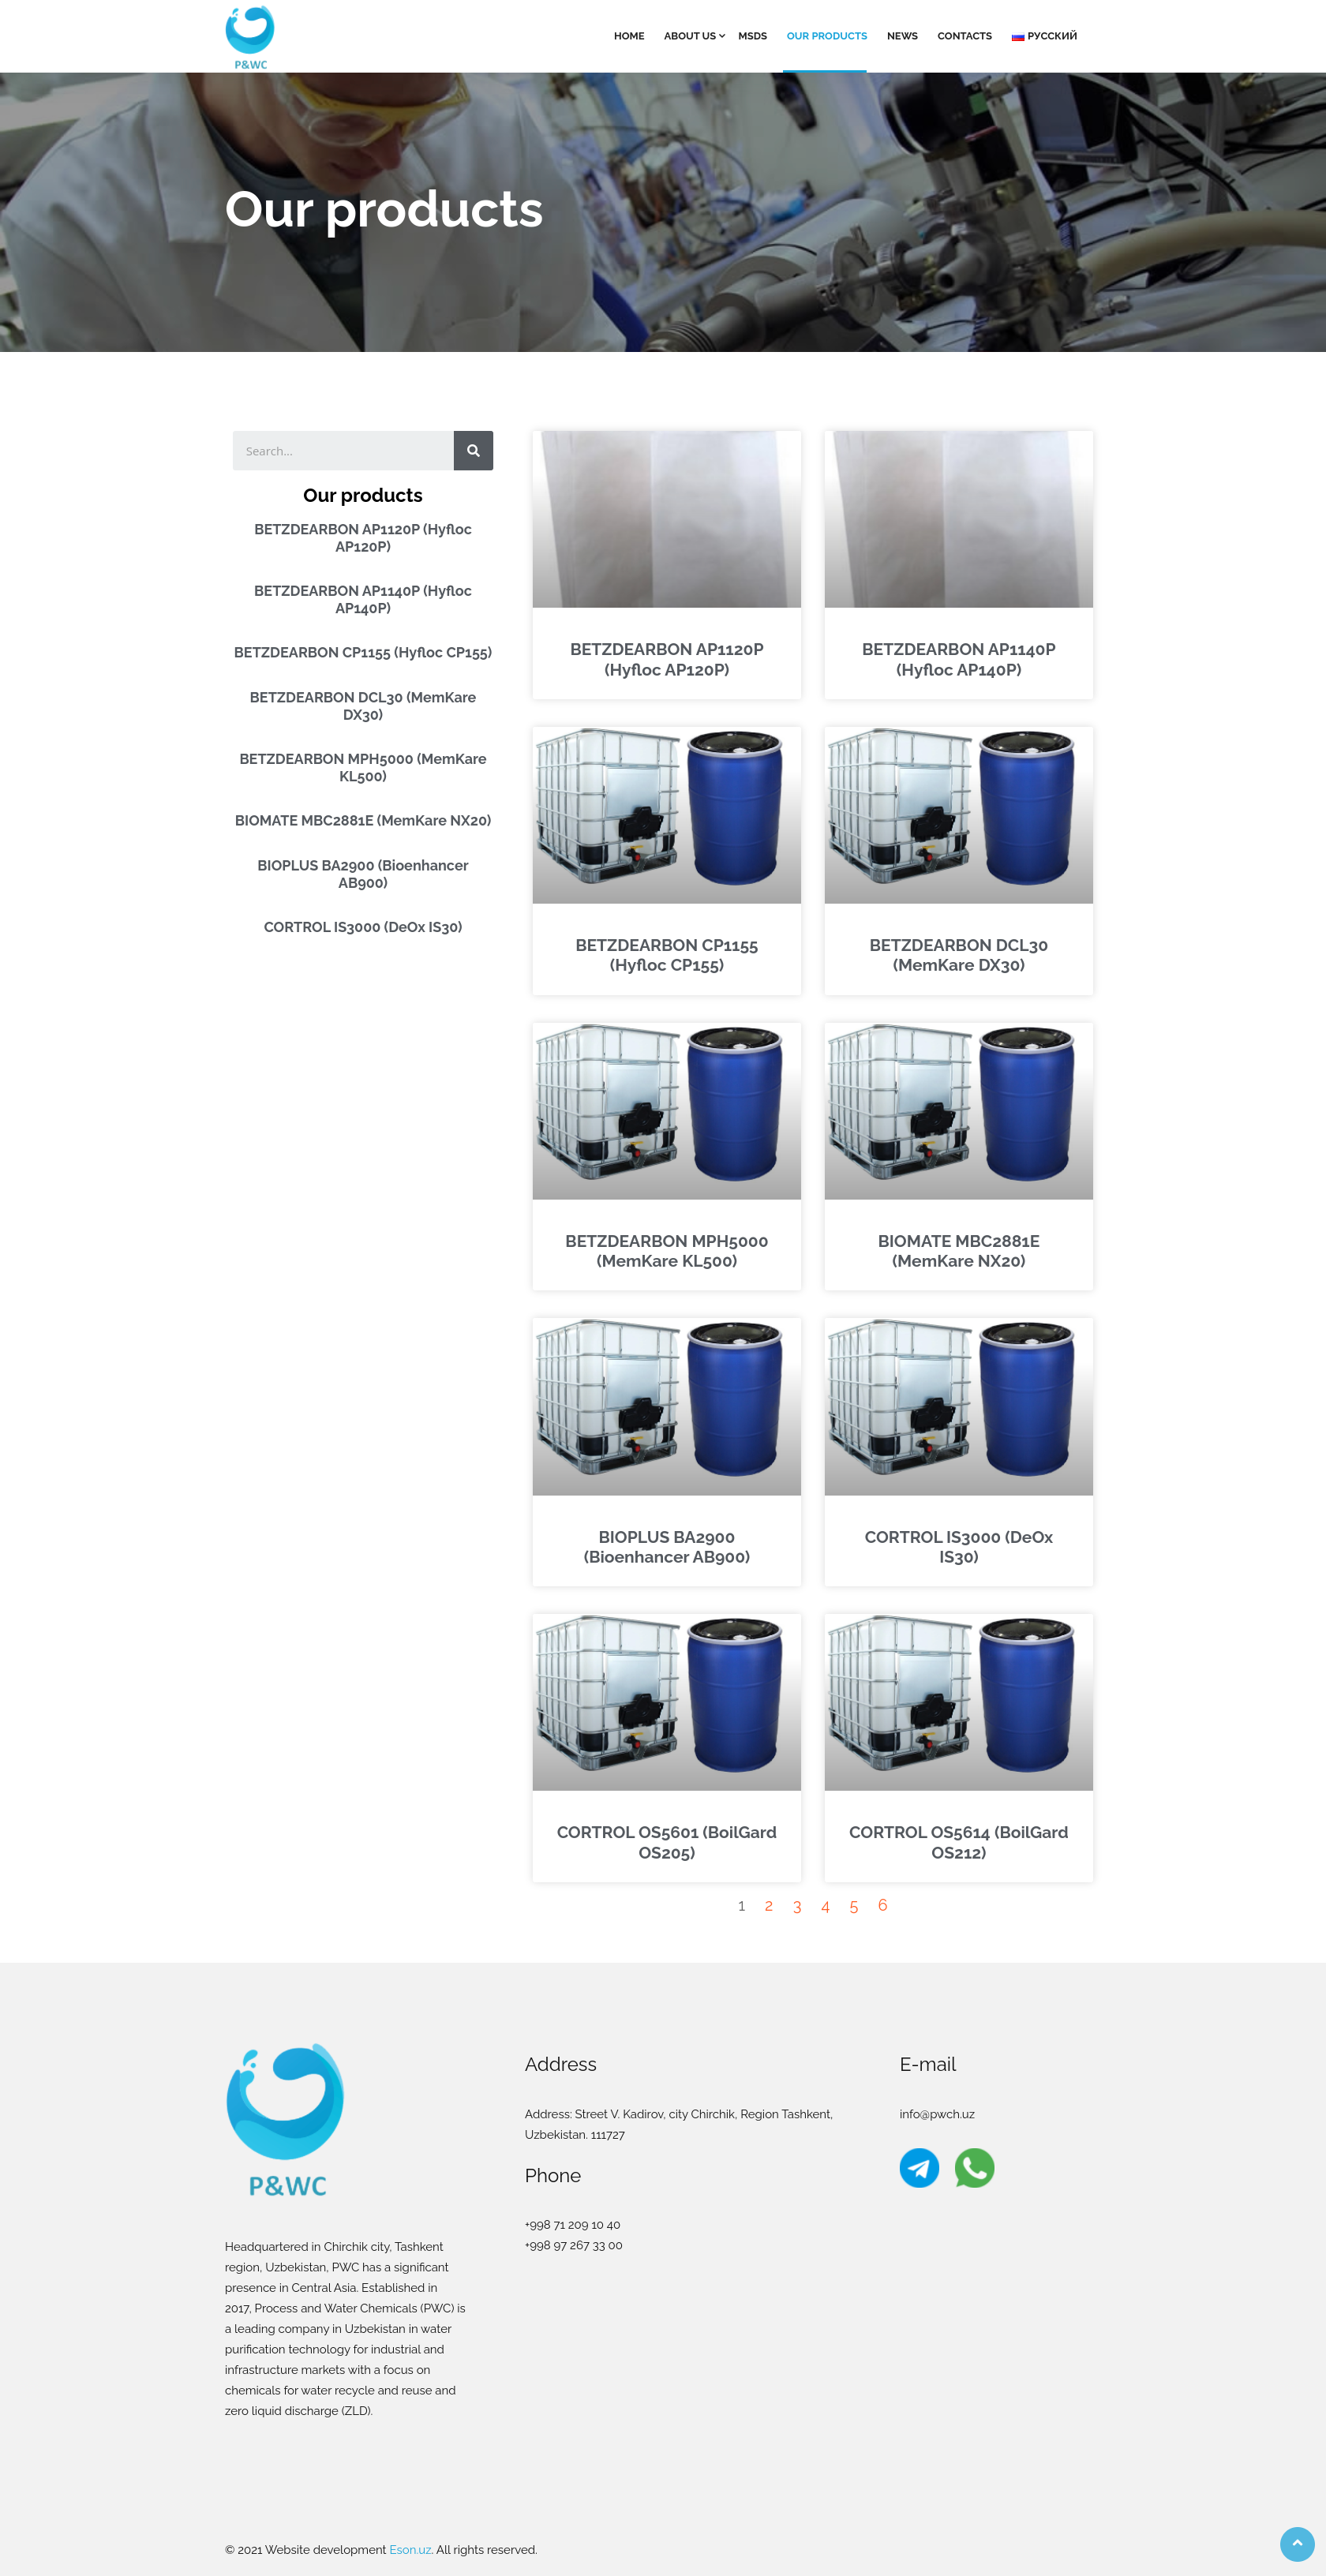 P&WC
HOME
ABOUT US
MSDS
OUR PRODUCTS
NEWS
CONTACTS
РУССКИЙ
Our products
Search...
Our products
BETZDEARBON AP1120P (Hyfloc
AP120P)
BETZDEARBON AP1140P (Hyfloc
AP140P)
BETZDEARBON CP1155 (Hyfloc CP155)
BETZDEARBON DCL30 (MemKare
DX30)
BETZDEARBON MPH5000 (MemKare
KL500)
BIOMATE MBC2881E (MemKare NX20)
BIOPLUS BA2900 (Bioenhancer
AB900)
CORTROL IS3000 (DeOx IS30)
BETZDEARBON AP1120P
(Hyfloc AP120P)
BETZDEARBON AP1140P
(Hyfloc AP140P)
BETZDEARBON CP1155
(Hyfloc CP155)
BETZDEARBON DCL30
(MemKare DX30)
BETZDEARBON MPH5000
(MemKare KL500)
BIOMATE MBC2881E
(MemKare NX20)
BIOPLUS BA2900
(Bioenhancer AB900)
CORTROL IS3000 (DeOx
IS30)
CORTROL OS5601 (BoilGard
OS205)
CORTROL OS5614 (BoilGard
OS212)
1 2 3 4 5 6
P&WC
Headquartered in Chirchik city, Tashkent
region, Uzbekistan, PWC has a significant
presence in Central Asia. Established in
2017, Process and Water Chemicals (PWC) is
a leading company in Uzbekistan in water
purification technology for industrial and
infrastructure markets with a focus on
chemicals for water recycle and reuse and
zero liquid discharge (ZLD).
Address
Address: Street V. Kadirov, city Chirchik, Region Tashkent,
Uzbekistan. 111727
Phone
+998 71 209 10 40
+998 97 267 33 00
E-mail
info@pwch.uz
© 2021 Website development Eson.uz. All rights reserved.